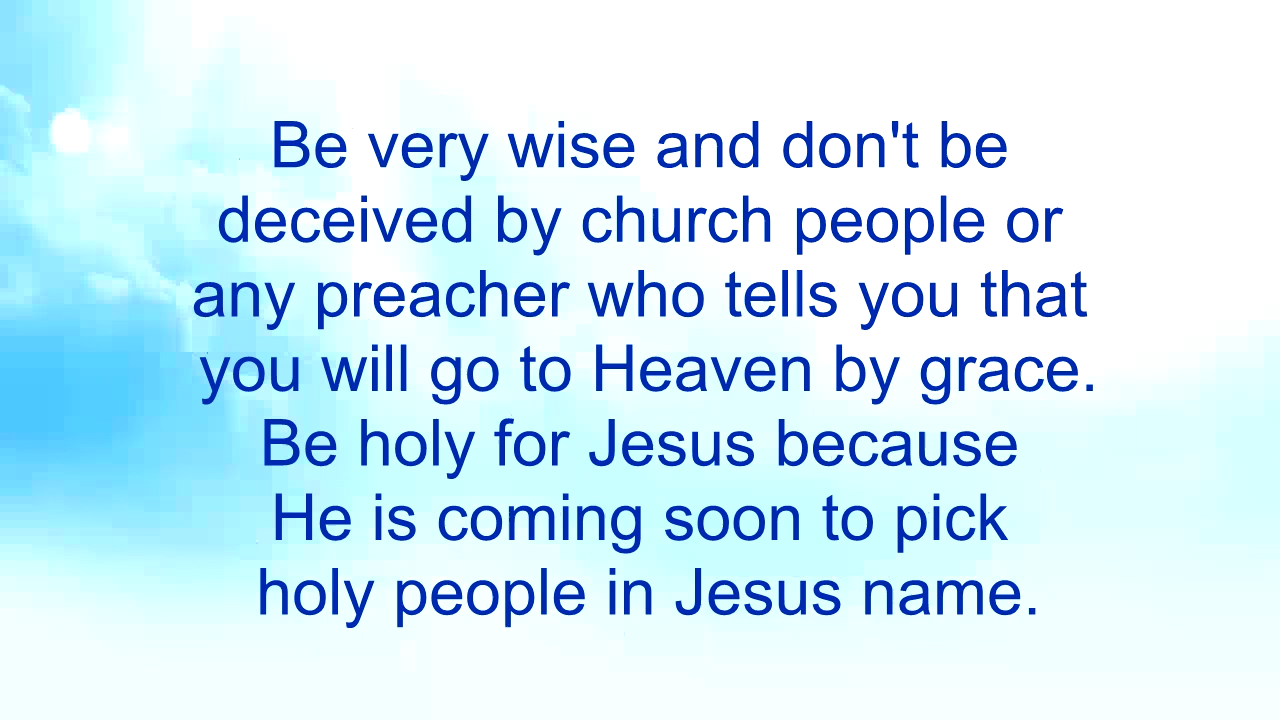 Be very wise and don't be
deceived by church people or
any preacher who tells you that
you will go to Heaven by grace.
Be holy for Jesus because
He is coming soon to pick
holy people in Jesus name.